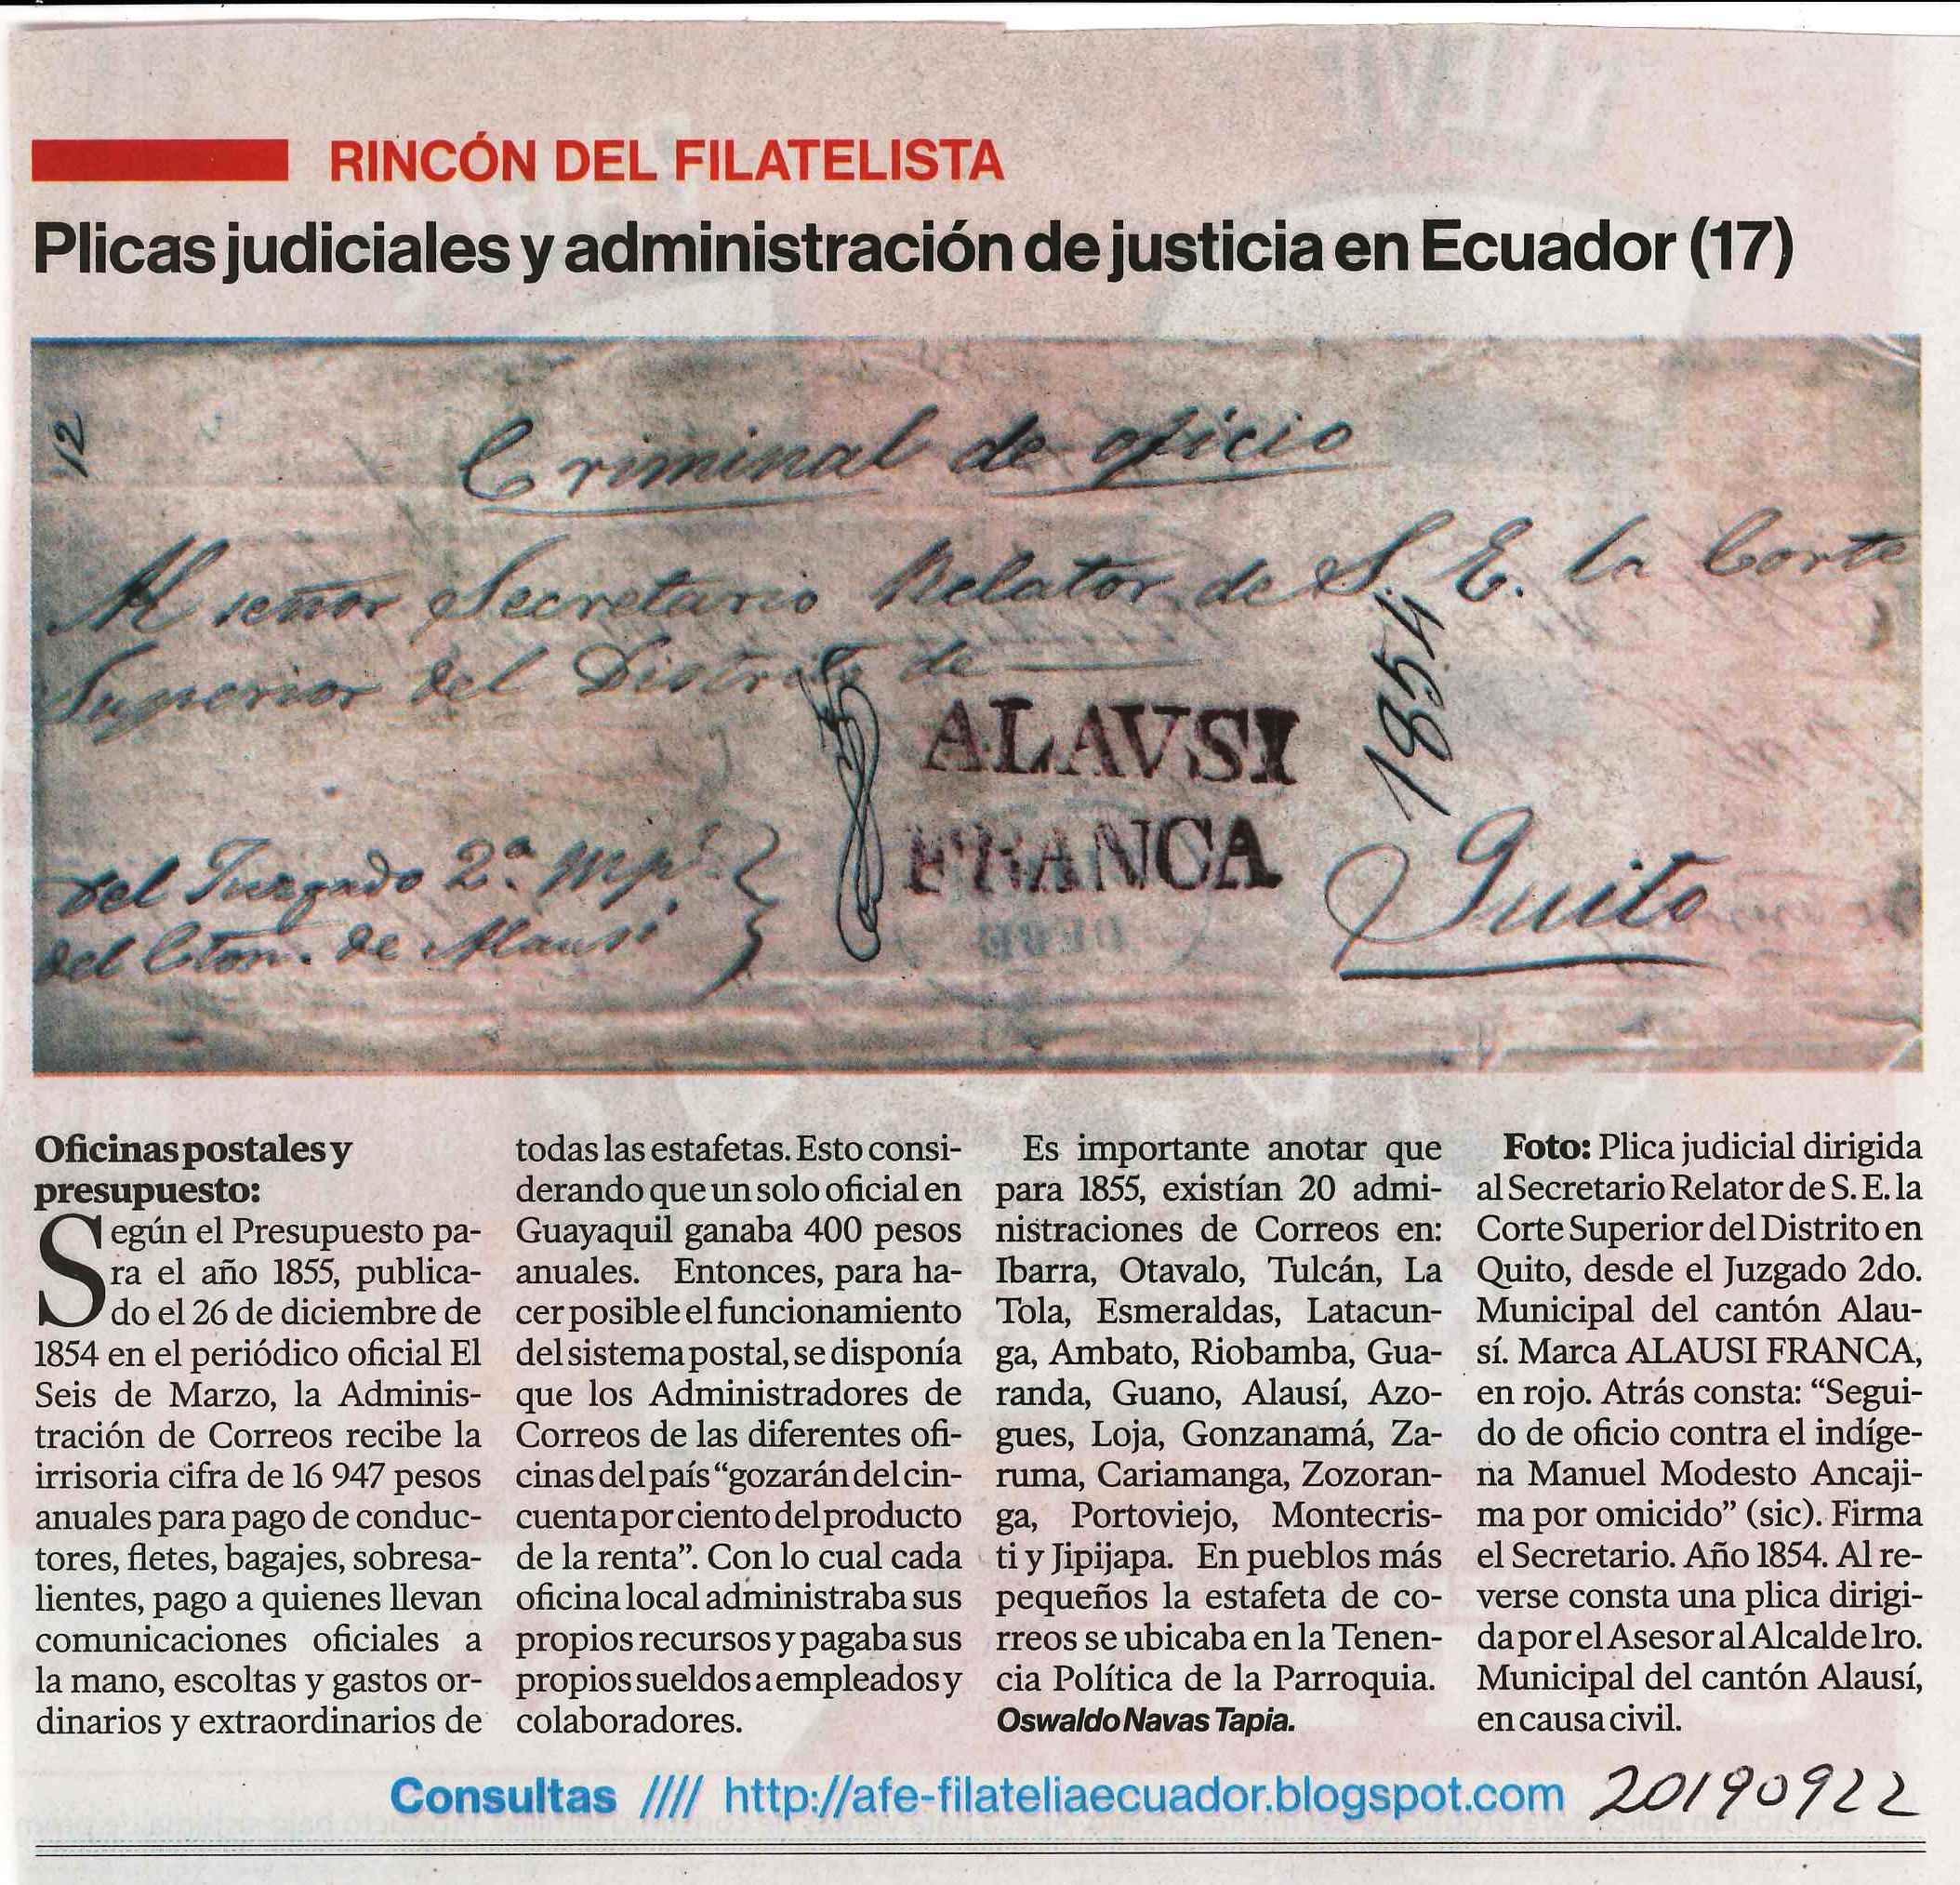 RINCÓN DEL FILATELISTA
Plicas judiciales y administración de justicia en Ecuador (17)
12
Criminal de oficio
Al señor Secretario Relator de S. E. la Corte
Superior del Distrito de
ALAVSI
FRANCA
1854
del Juzgado 2º. Mpl.
del Cton. de Alausí
Quito
Oficinas postales y
presupuesto:
Según el Presupuesto pa-
ra el año 1855, publica-
do el 26 de diciembre de
1854 en el periódico oficial El
Seis de Marzo, la Adminis-
tración de Correos recibe la
irrisoria cifra de 16 947 pesos
anuales para pago de conduc-
tores, fletes, bagajes, sobresa-
lientes, pago a quienes llevan
comunicaciones oficiales a
la mano, escoltas y gastos or-
dinarios y extraordinarios de
todas las estafetas. Esto consi-
derando que un solo oficial en
Guayaquil ganaba 400 pesos
anuales. Entonces, para ha-
cer posible el funcionamiento
del sistema postal, se disponía
que los Administradores de
Correos de las diferentes ofi-
cinas del país “gozarán del cin-
cuenta por ciento del producto
de la renta”. Con lo cual cada
oficina local administraba sus
propios recursos y pagaba sus
propios sueldos a empleados y
colaboradores.
Es importante anotar que
para 1855, existían 20 admi-
nistraciones de Correos en:
Ibarra, Otavalo, Tulcán, La
Tola, Esmeraldas, Latacun-
ga, Ambato, Riobamba, Gua-
randa, Guano, Alausí, Azo-
gues, Loja, Gonzanamá, Za-
ruma, Cariamanga, Zozoran-
ga, Portoviejo, Montecris-
ti y Jipijapa. En pueblos más
pequeños la estafeta de co-
rreos se ubicaba en la Tenen-
cia Política de la Parroquia.
Oswaldo Navas Tapia.
Foto: Plica judicial dirigida
al Secretario Relator de S. E. la
Corte Superior del Distrito en
Quito, desde el Juzgado 2do.
Municipal del cantón Alau-
sí. Marca ALAUSI FRANCA,
en rojo. Atrás consta: “Segui-
do de oficio contra el indíge-
na Manuel Modesto Ancaji-
ma por omicido” (sic). Firma
el Secretario. Año 1854. Al re-
verse consta una plica dirigi-
da por el Asesor al Alcalde 1ro.
Municipal del cantón Alausí,
en causa civil.
Consultas //// http://afe-filateliaecuador.blogspot.com
20190922